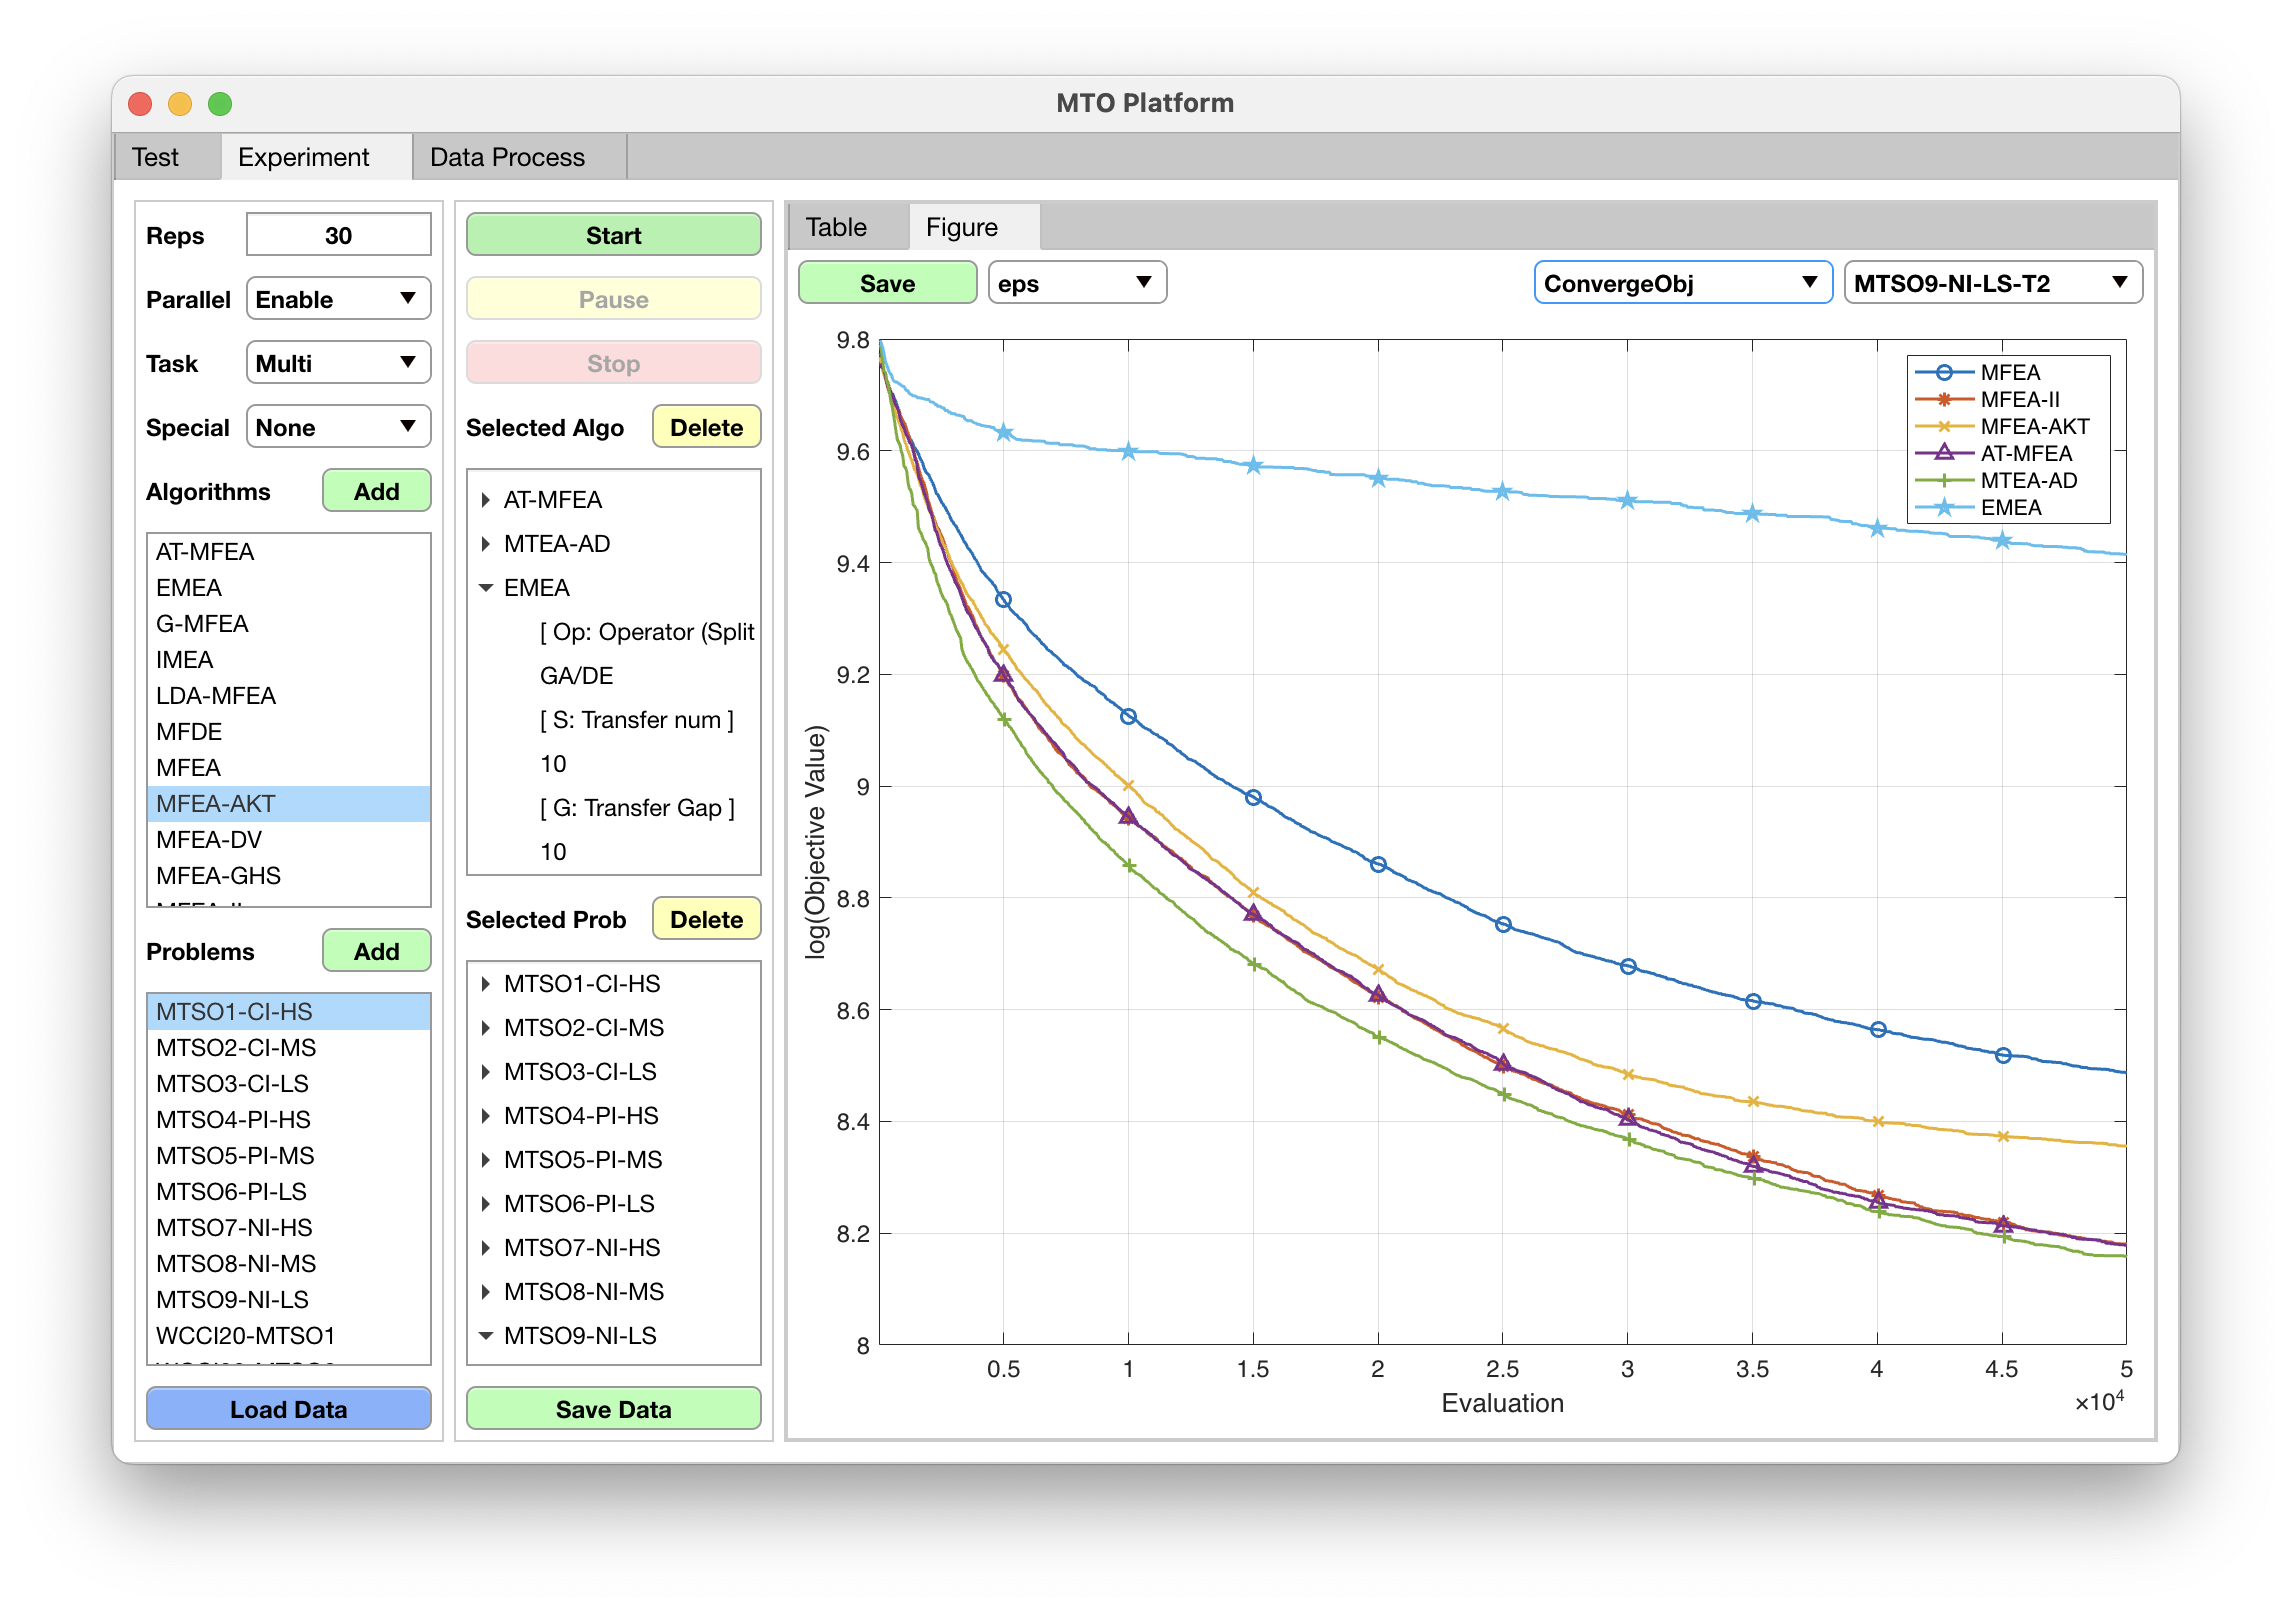 MTO Platform
Test
Experiment
Data Process
Reps
30
Parallel
Enable
Task
Multi
Special
None
Algorithms
Add
AT-MFEA
EMEA
G-MFEA
IMEA
LDA-MFEA
MFDE
MFEA
MFEA-AKT
MFEA-DV
MFEA-GHS
Problems
Add
MTSO1-CI-HS
MTSO2-CI-MS
MTSO3-CI-LS
MTSO4-PI-HS
MTSO5-PI-MS
MTSO6-PI-LS
MTSO7-NI-HS
MTSO8-NI-MS
MTSO9-NI-LS
WCCI20-MTSO1
Load Data
Start
Pause
Stop
Selected Algo
Delete
AT-MFEA
MTEA-AD
EMEA
[ Op: Operator (Split
GA/DE
[ S: Transfer num ]
10
[ G: Transfer Gap ]
10
Selected Prob
Delete
MTSO1-CI-HS
MTSO2-CI-MS
MTSO3-CI-LS
MTSO4-PI-HS
MTSO5-PI-MS
MTSO6-PI-LS
MTSO7-NI-HS
MTSO8-NI-MS
MTSO9-NI-LS
Save Data
Table
Figure
Save
eps
ConvergeObj
MTSO9-NI-LS-T2
9.8
9.6
9.4
9.2
9
8.8
8.6
8.4
8.2
8
log(Objective Value)
MFEA
MFEA-II
MFEA-AKT
AT-MFEA
MTEA-AD
EMEA
0.5
1
1.5
2
2.5
3
3.5
4
4.5
5
Evaluation
×10⁴